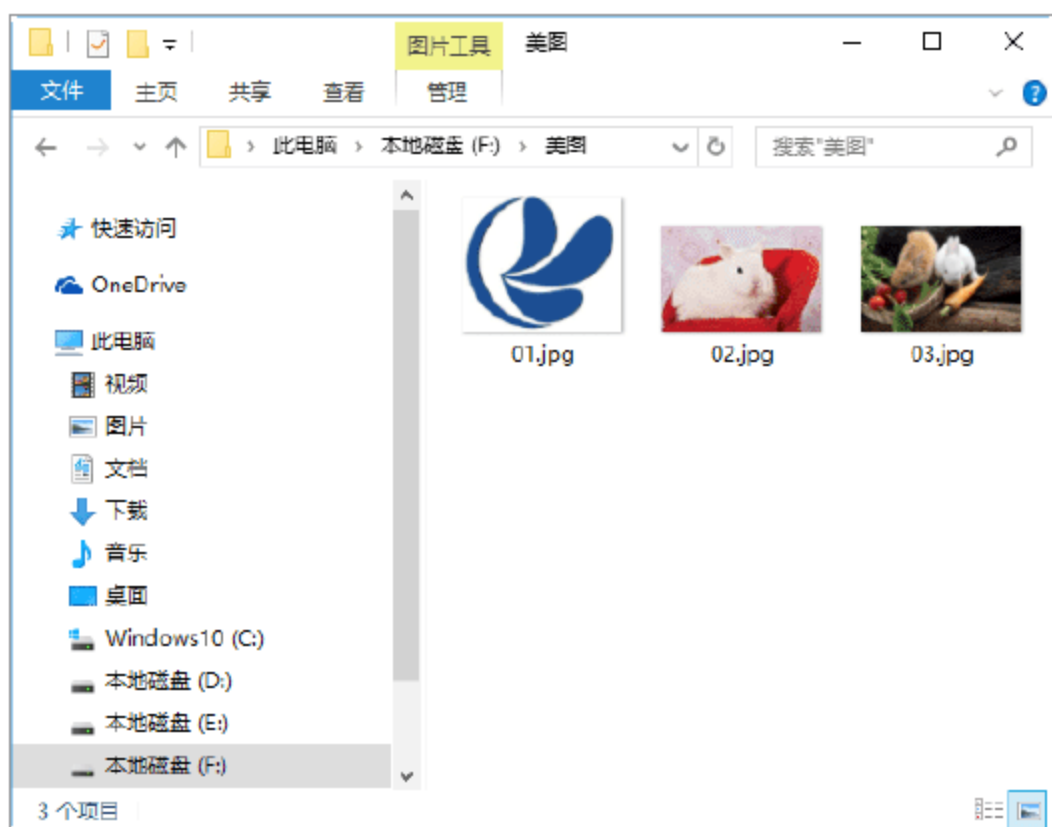 图片工具 美图
文件 主页 共享 查看 管理
此电脑 › 本地磁盘 (F:) › 美图 搜索"美图"
快速访问
OneDrive
此电脑
视频
图片
文档
下载
音乐
桌面
Windows10 (C:)
本地磁盘 (D:)
本地磁盘 (E:)
本地磁盘 (F:)
01.jpg 02.jpg 03.jpg
3 个项目